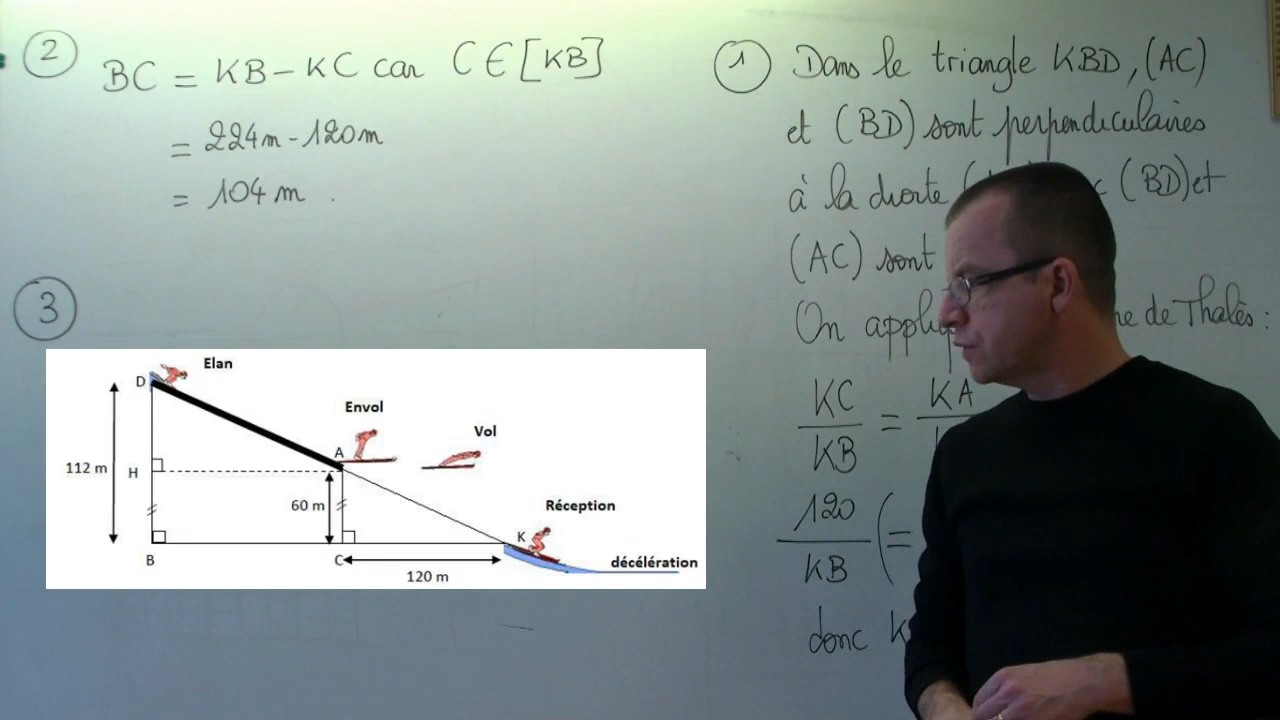 2
BC = KB - KC car C ∈ [KB]
= 224m - 120m
= 104 m .
3
1 Dans le triangle KBD, (AC)
et (BD) sont perpendiculaires
à la droite ( (BD) et
(AC) sont
On de Thalès :
KC/KB = KA
120/KB (=
donc K
Elan
D
Envol
Vol
A
112 m
H
60 m
Réception
K
B
C
120 m
décélération